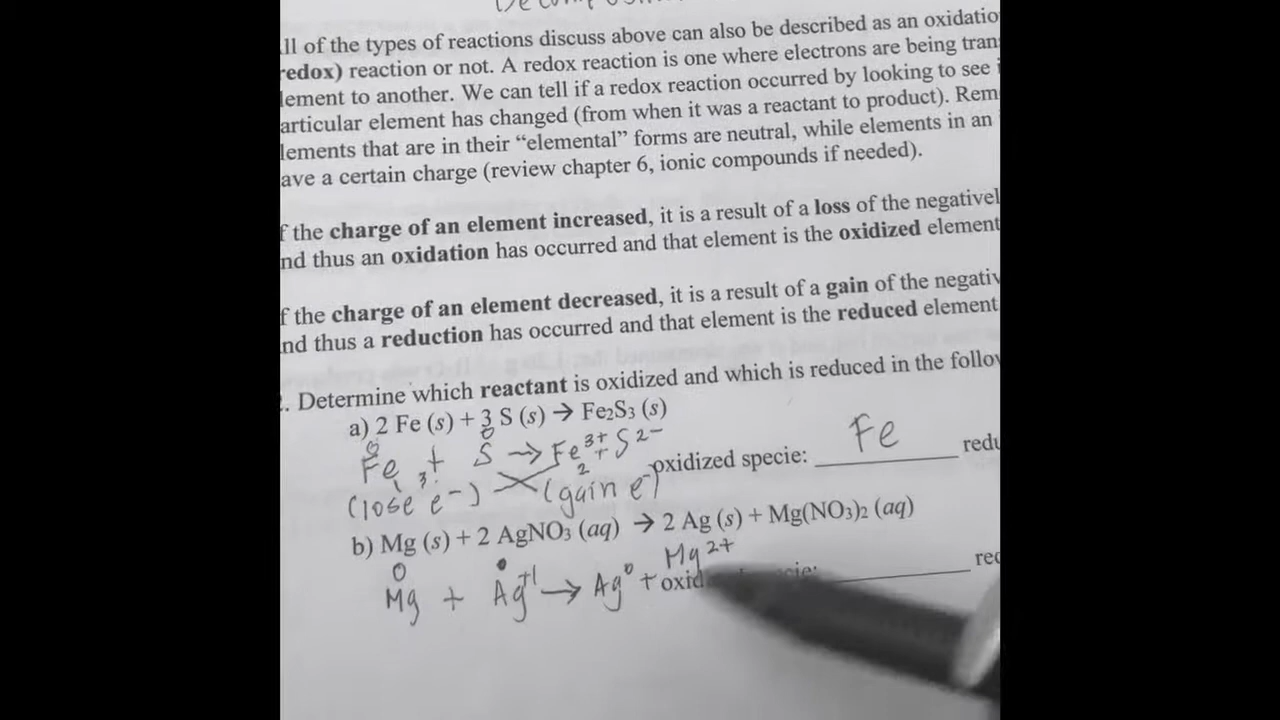 ll of the types of reactions discuss above can also be described as an oxidatio
redox) reaction or not. A redox reaction is one where electrons are being tran
lement to another. We can tell if a redox reaction occurred by looking to see
articular element has changed (from when it was a reactant to product). Rem
lements that are in their “elemental” forms are neutral, while elements in an
ave a certain charge (review chapter 6, ionic compounds if needed).
f the charge of an element increased, it is a result of a loss of the negativel
nd thus an oxidation has occurred and that element is the oxidized element
f the charge of an element decreased, it is a result of a gain of the negativ
nd thus a reduction has occurred and that element is the reduced element
. Determine which reactant is oxidized and which is reduced in the follow
a) 2 Fe (s) + 3 S (s) → Fe₂S₃ (s)
Fe⁰ + S⁰ → Fe³⁺ + S²⁻
oxidized specie: Fe redu
(lose e⁻) (gain e⁻)
b) Mg (s) + 2 AgNO₃ (aq) → 2 Ag (s) + Mg(NO₃)₂ (aq)
Mg⁰ + Ag⁺¹ → Ag⁰ + Mg²⁺
oxid red